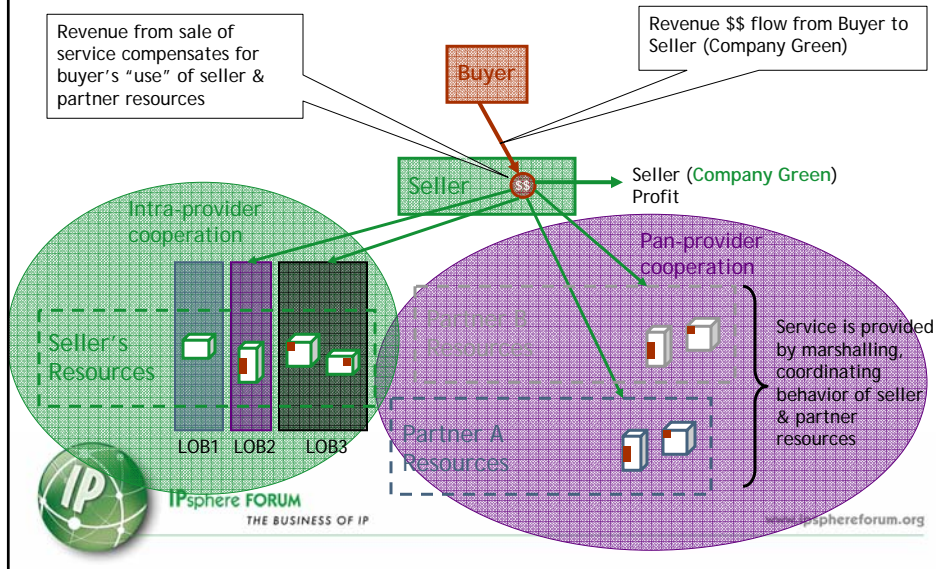 Revenue from sale of
service compensates for
buyer's "use" of seller &
partner resources
Revenue $$ flow from Buyer to
Seller (Company Green)
Buyer
Seller
$$
Seller (Company Green)
Profit
Intra-provider
cooperation
Pan-provider
cooperation
Seller's
Resources
LOB1
LOB2
LOB3
Partner B
Resources
Partner A
Resources
Service is provided
by marshalling,
coordinating
behavior of seller
& partner
resources
IP
IPsphere FORUM
THE BUSINESS OF IP
www.ipsphereforum.org